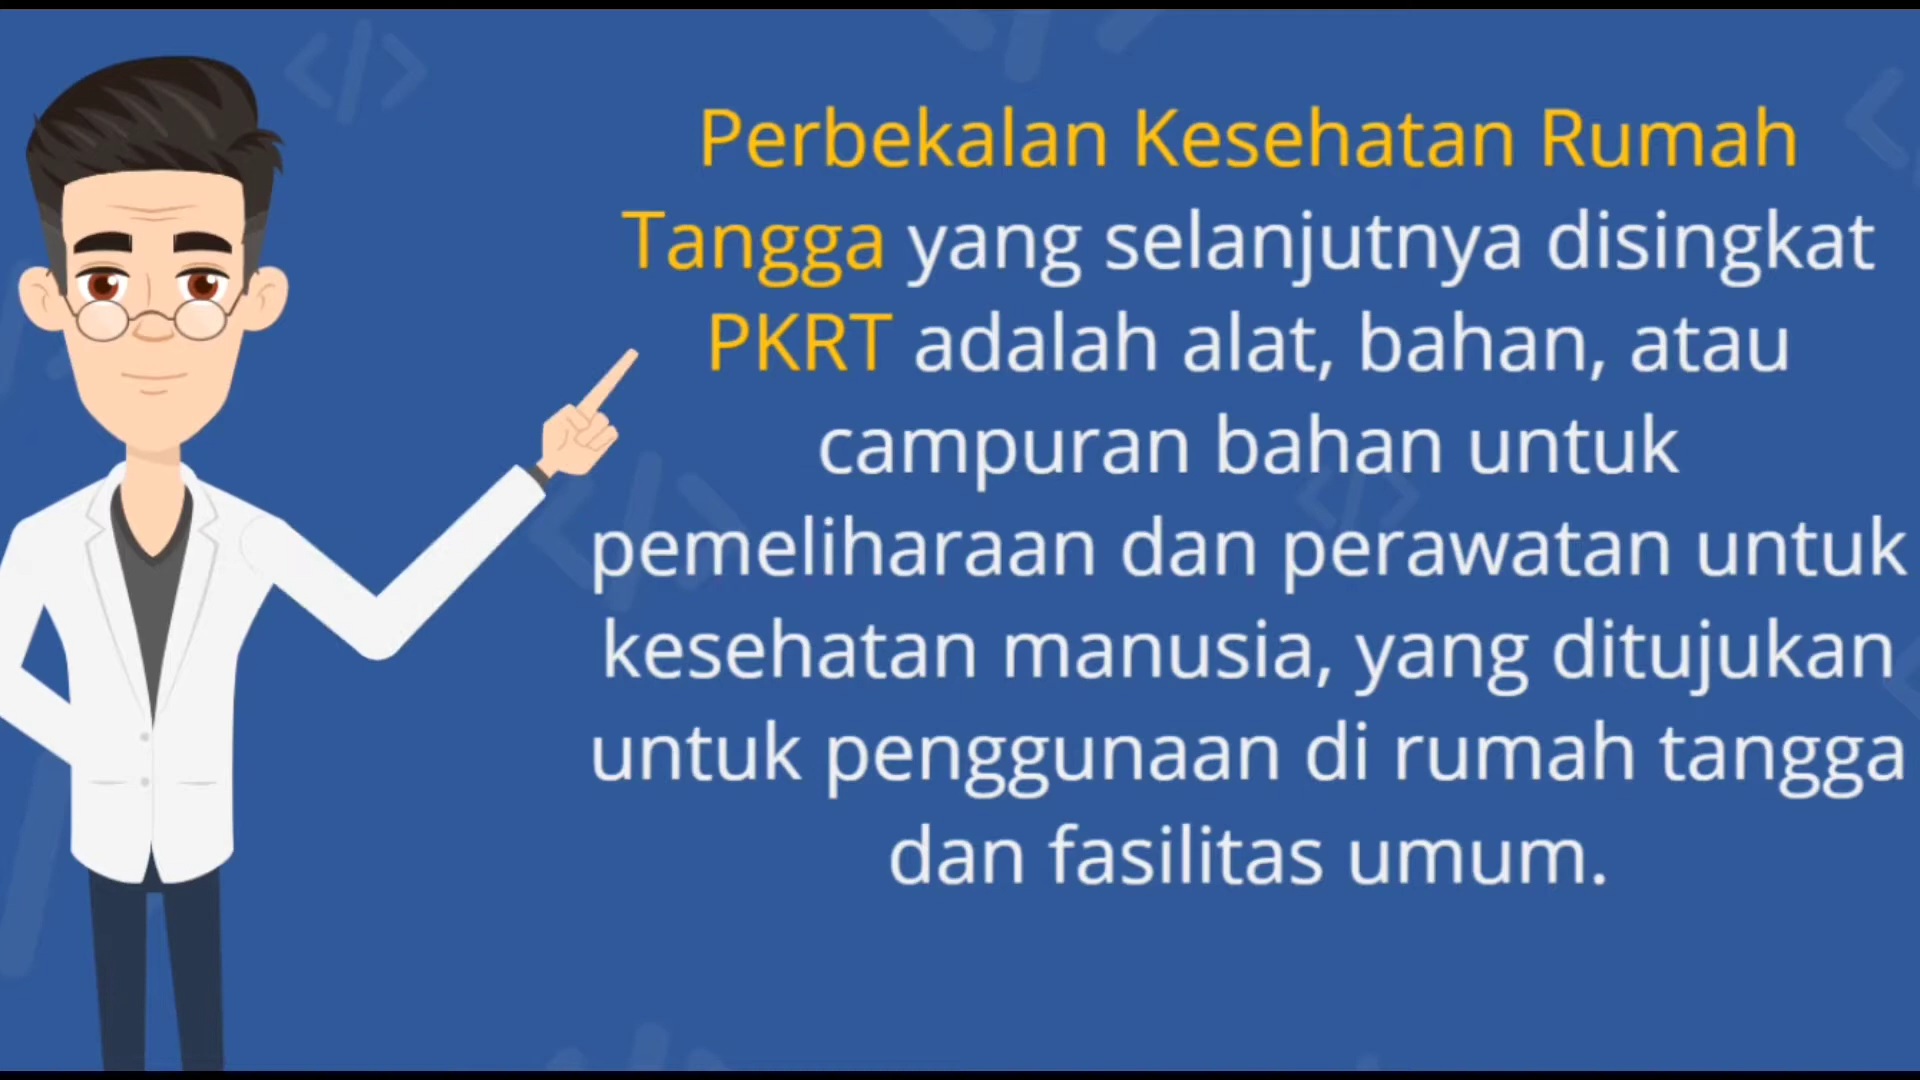 Perbekalan Kesehatan Rumah
Tangga yang selanjutnya disingkat
PKRT adalah alat, bahan, atau
campuran bahan untuk
pemeliharaan dan perawatan untuk
kesehatan manusia, yang ditujukan
untuk penggunaan di rumah tangga
dan fasilitas umum.